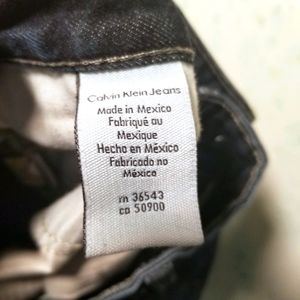 Calvin Klein Jeans
Made in Mexico
Fabriqué au
Mexique
Hecho en México
Fabricado no
México
rn 36543
ca 50900